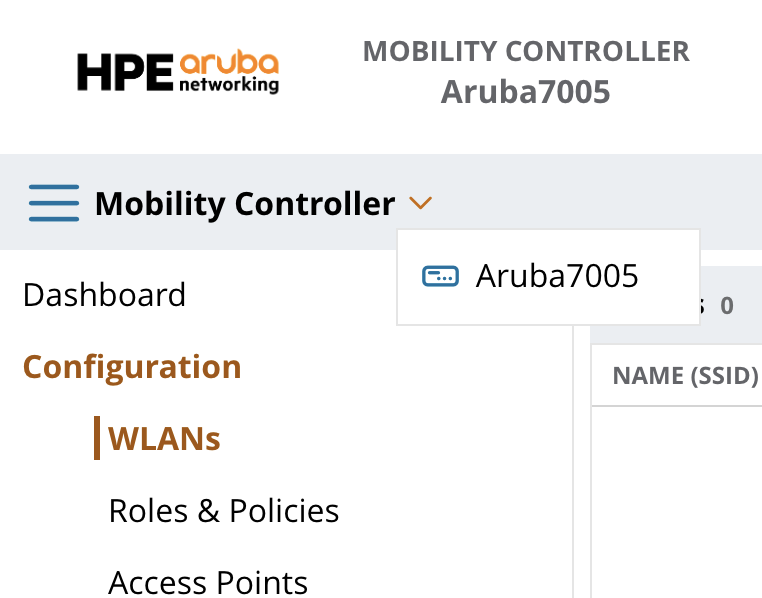 HPE aruba networking
MOBILITY CONTROLLER
Aruba7005
Mobility Controller
Aruba7005
Dashboard
0
Configuration
NAME (SSID)
WLANs
Roles & Policies
Access Points